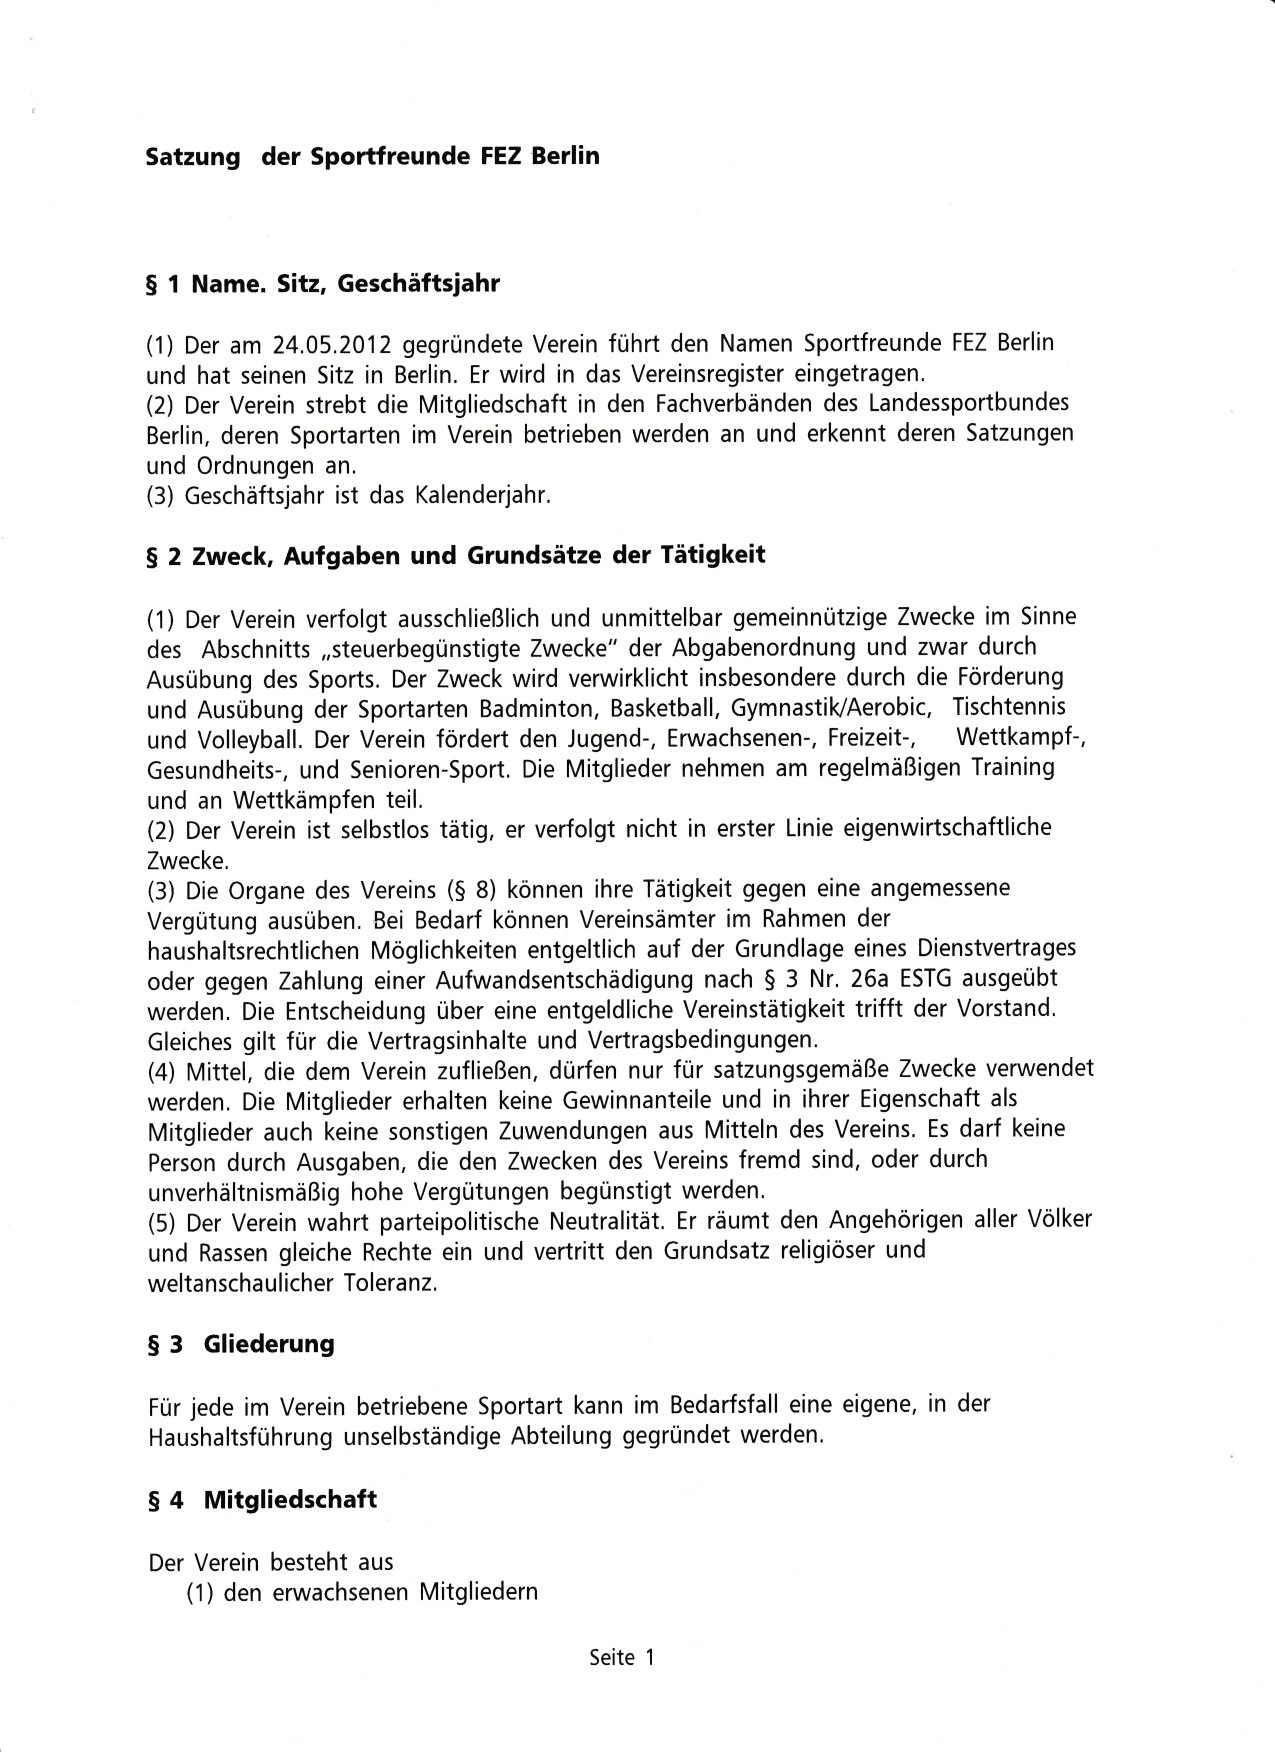 Satzung der Sportfreunde FEZ Berlin
§ 1 Name. Sitz, Geschäftsjahr
(1) Der am 24.05.2012 gegründete Verein führt den Namen Sportfreunde FEZ Berlin
und hat seinen Sitz in Berlin. Er wird in das Vereinsregister eingetragen.
(2) Der Verein strebt die Mitgliedschaft in den Fachverbänden des Landessportbundes
Berlin, deren Sportarten im Verein betrieben werden an und erkennt deren Satzungen
und Ordnungen an.
(3) Geschäftsjahr ist das Kalenderjahr.
§ 2 Zweck, Aufgaben und Grundsätze der Tätigkeit
(1) Der Verein verfolgt ausschließlich und unmittelbar gemeinnützige Zwecke im Sinne
des Abschnitts „steuerbegünstigte Zwecke“ der Abgabenordnung und zwar durch
Ausübung des Sports. Der Zweck wird verwirklicht insbesondere durch die Förderung
und Ausübung der Sportarten Badminton, Basketball, Gymnastik/Aerobic, Tischtennis
und Volleyball. Der Verein fördert den Jugend-, Erwachsenen-, Freizeit-, Wettkampf-,
Gesundheits-, und Senioren-Sport. Die Mitglieder nehmen am regelmäßigen Training
und an Wettkämpfen teil.
(2) Der Verein ist selbstlos tätig, er verfolgt nicht in erster Linie eigenwirtschaftliche
Zwecke.
(3) Die Organe des Vereins (§ 8) können ihre Tätigkeit gegen eine angemessene
Vergütung ausüben. Bei Bedarf können Vereinsämter im Rahmen der
haushaltsrechtlichen Möglichkeiten entgeltlich auf der Grundlage eines Dienstvertrages
oder gegen Zahlung einer Aufwandsentschädigung nach § 3 Nr. 26a ESTG ausgeübt
werden. Die Entscheidung über eine entgeldliche Vereinstätigkeit trifft der Vorstand.
Gleiches gilt für die Vertragsinhalte und Vertragsbedingungen.
(4) Mittel, die dem Verein zufließen, dürfen nur für satzungsgemäße Zwecke verwendet
werden. Die Mitglieder erhalten keine Gewinnanteile und in ihrer Eigenschaft als
Mitglieder auch keine sonstigen Zuwendungen aus Mitteln des Vereins. Es darf keine
Person durch Ausgaben, die den Zwecken des Vereins fremd sind, oder durch
unverhältnismäßig hohe Vergütungen begünstigt werden.
(5) Der Verein wahrt parteipolitische Neutralität. Er räumt den Angehörigen aller Völker
und Rassen gleiche Rechte ein und vertritt den Grundsatz religiöser und
weltanschaulicher Toleranz.
§ 3 Gliederung
Für jede im Verein betriebene Sportart kann im Bedarfsfall eine eigene, in der
Haushaltsführung unselbständige Abteilung gegründet werden.
§ 4 Mitgliedschaft
Der Verein besteht aus
(1) den erwachsenen Mitgliedern
Seite 1